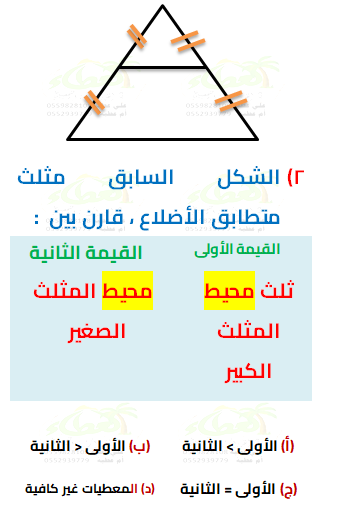 ٢) الشكل السابق مثلث
متطابق الأضلاع ، قارن بين :
القيمة الأولى
ثلث محيط
المثلث
الكبير
القيمة الثانية
محيط المثلث
الصغير
(أ) الأولى > الثانية
(ب) الأولى < الثانية
(ج) الأولى = الثانية
(د) المعطيات غير كافية